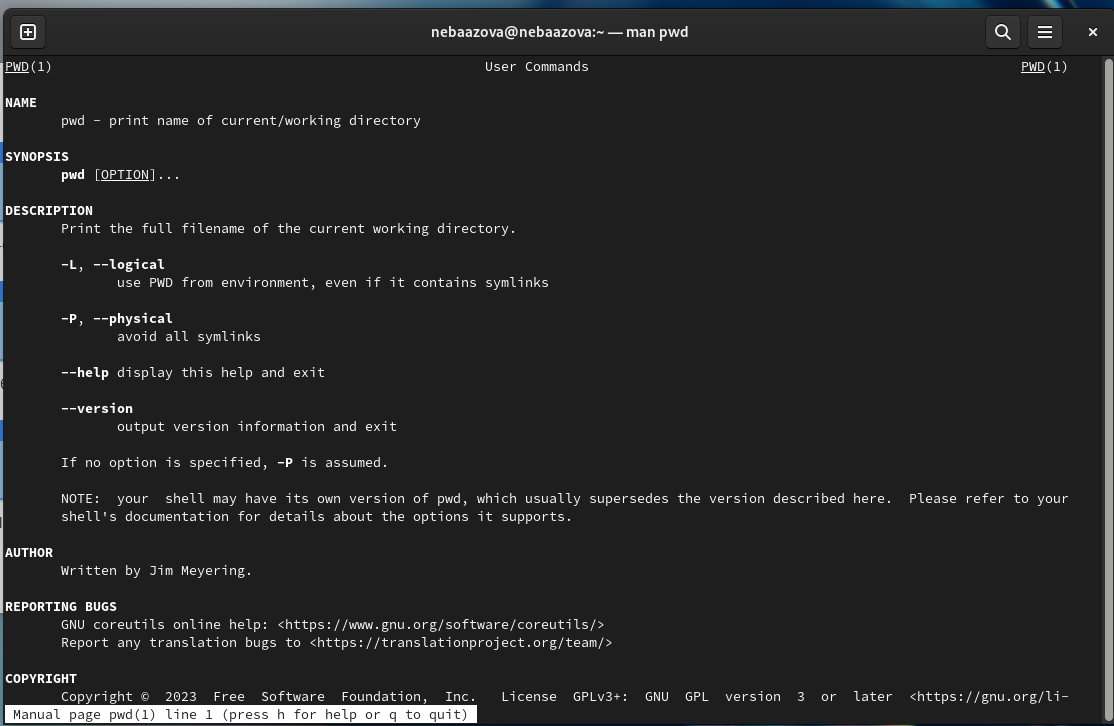 nebaazova@nebaazova:~ — man pwd
PWD(1) User Commands PWD(1)
NAME
pwd - print name of current/working directory
SYNOPSIS
pwd [OPTION]...
DESCRIPTION
Print the full filename of the current working directory.
-L, --logical
use PWD from environment, even if it contains symlinks
-P, --physical
avoid all symlinks
--help display this help and exit
--version
output version information and exit
If no option is specified, -P is assumed.
NOTE: your shell may have its own version of pwd, which usually supersedes the version described here. Please refer to your
shell's documentation for details about the options it supports.
AUTHOR
Written by Jim Meyering.
REPORTING BUGS
GNU coreutils online help: <https://www.gnu.org/software/coreutils/>
Report any translation bugs to <https://translationproject.org/team/>
COPYRIGHT
Copyright © 2023 Free Software Foundation, Inc. License GPLv3+: GNU GPL version 3 or later <https://gnu.org/li-
Manual page pwd(1) line 1 (press h for help or q to quit)